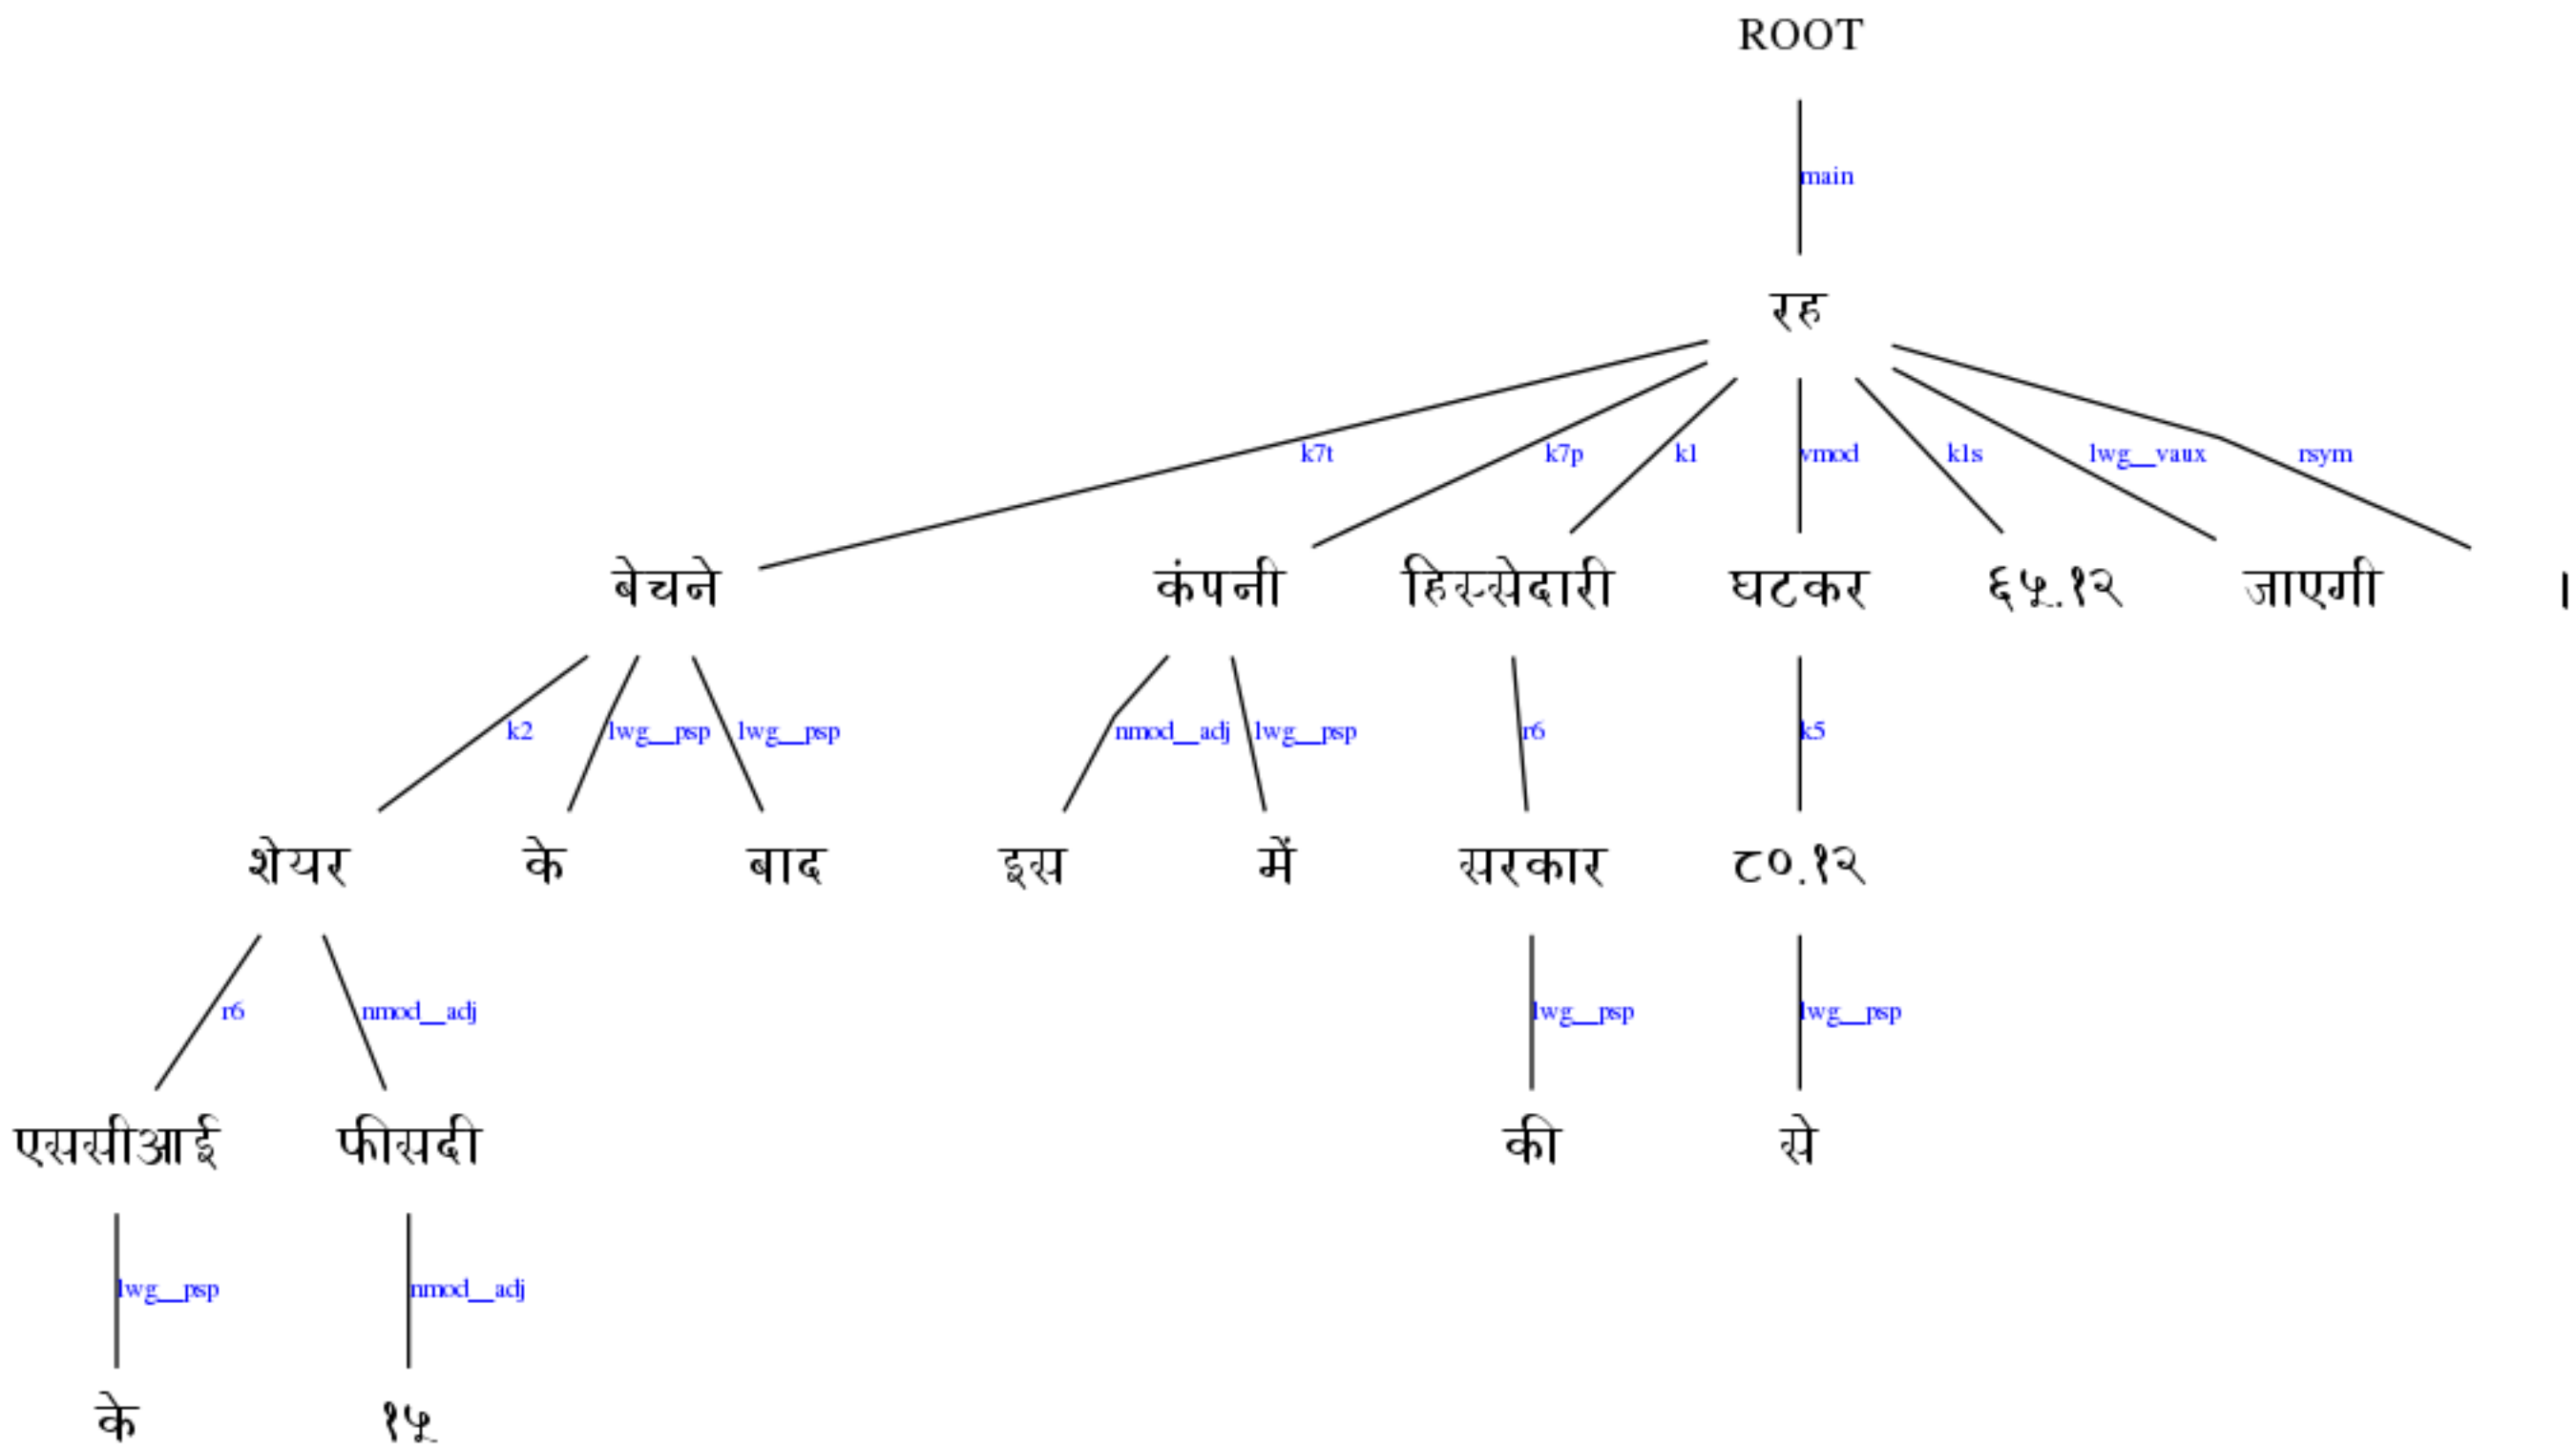 ROOT
main
रह
k7t k7p k1 vmod k1s lwg__vaux rsym
बेचने कंपनी हिस्सेदारी घटकर ६५.१२ जाएगी ।
k2 lwg__psp lwg__psp nmod__adj lwg__psp r6 k5
शेयर के बाद इस में सरकार ८०.१२
r6 nmod__adj lwg__psp lwg__psp
एससीआई फीसदी की से
lwg__psp nmod__adj
के १५